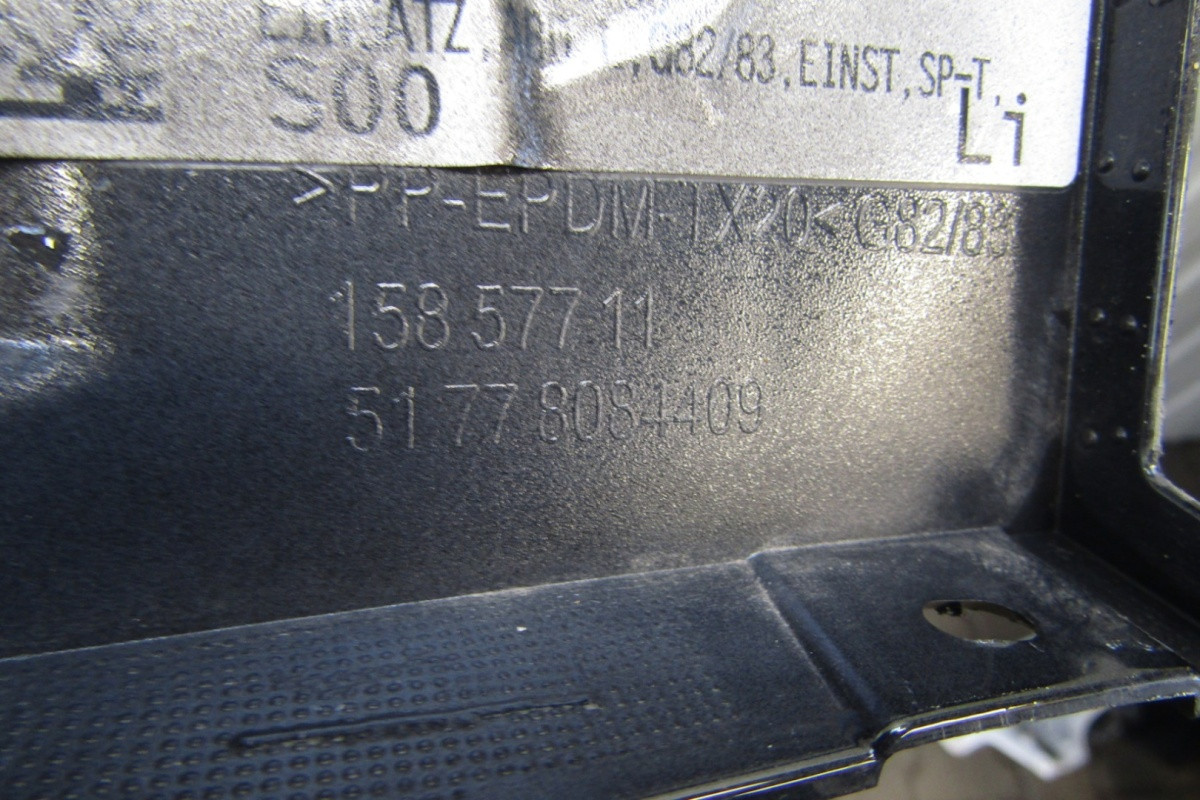 G82/83,EINST,SP-T,
S00
Li
>PP-EPDM-TX20< G82/83
158 577 11
51.77 8084409